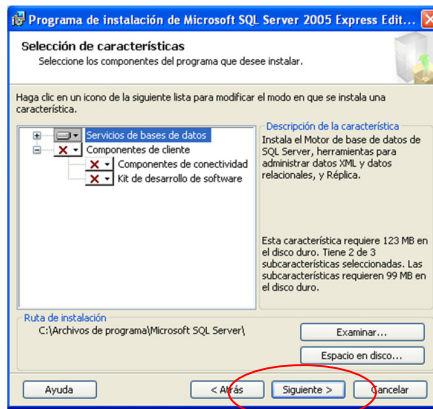 Programa de instalación de Microsoft SQL Server 2005 Express Edit...
Selección de características
Seleccione los componentes del programa que desee instalar.
Haga clic en un icono de la siguiente lista para modificar el modo en que se instala una
característica.
Servicios de bases de datos
Componentes de cliente
Componentes de conectividad
Kit de desarrollo de software
Descripción de la característica
Instala el Motor de base de datos de
SQL Server, herramientas para
administrar datos XML y datos
relacionales, y Réplica.
Esta característica requiere 123 MB en
el disco duro. Tiene 2 de 3
subcaracterísticas seleccionadas. Las
subcaracterísticas requieren 99 MB en
el disco duro.
Ruta de instalación
C:\Archivos de programa\Microsoft SQL Server\
Examinar...
Espacio en disco...
Ayuda
< Atrás
Siguiente >
Cancelar